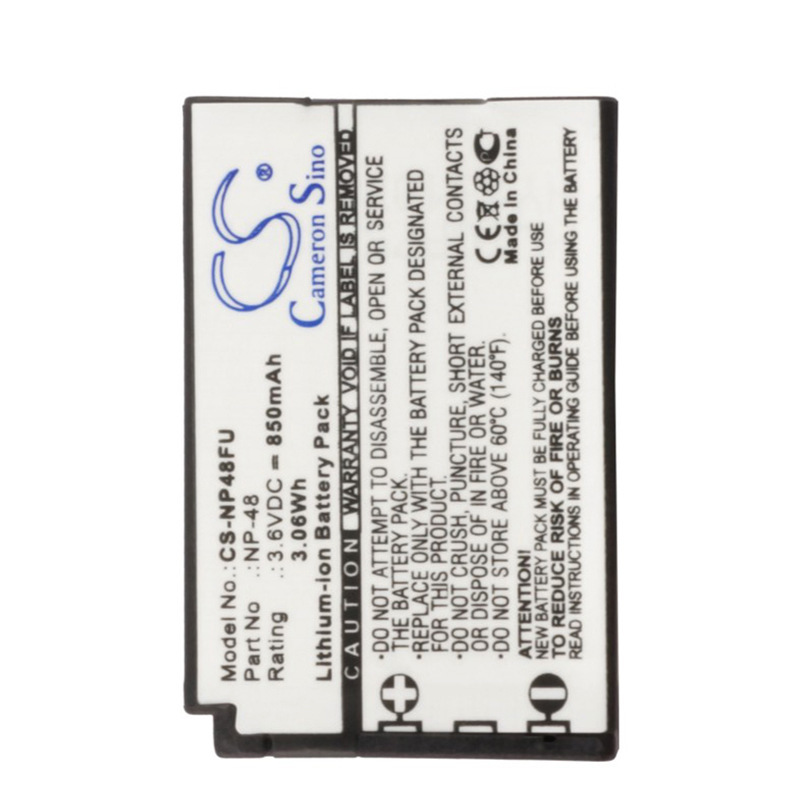 CS ®
Cameron Sino
Model No.: CS-NP48FU
Part No .: NP-48
Rating : 3.6VDC ⎓ 850mAh
3.06Wh
Lithium-ion Battery Pack
CAUTION WARRANTY VOID IF LABEL IS REMOVED
•DO NOT ATTEMPT TO DISASSEMBLE, OPEN OR SERVICE
THE BATTERY PACK.
•REPLACE ONLY WITH THE BATTERY PACK DESIGNATED
FOR THIS PRODUCT.
•DO NOT CRUSH, PUNCTURE, SHORT EXTERNAL CONTACTS
OR DISPOSE OF IN FIRE OR WATER.
•DO NOT STORE ABOVE 60°C (140°F).
CE
Made in China
ATTENTION!
NEW BATTERY PACK MUST BE FULLY CHARGED BEFORE USE.
TO REDUCE RISK OF FIRE OR BURNS
READ INSTRUCTIONS IN OPERATING GUIDE BEFORE USING THE BATTERY
+ −